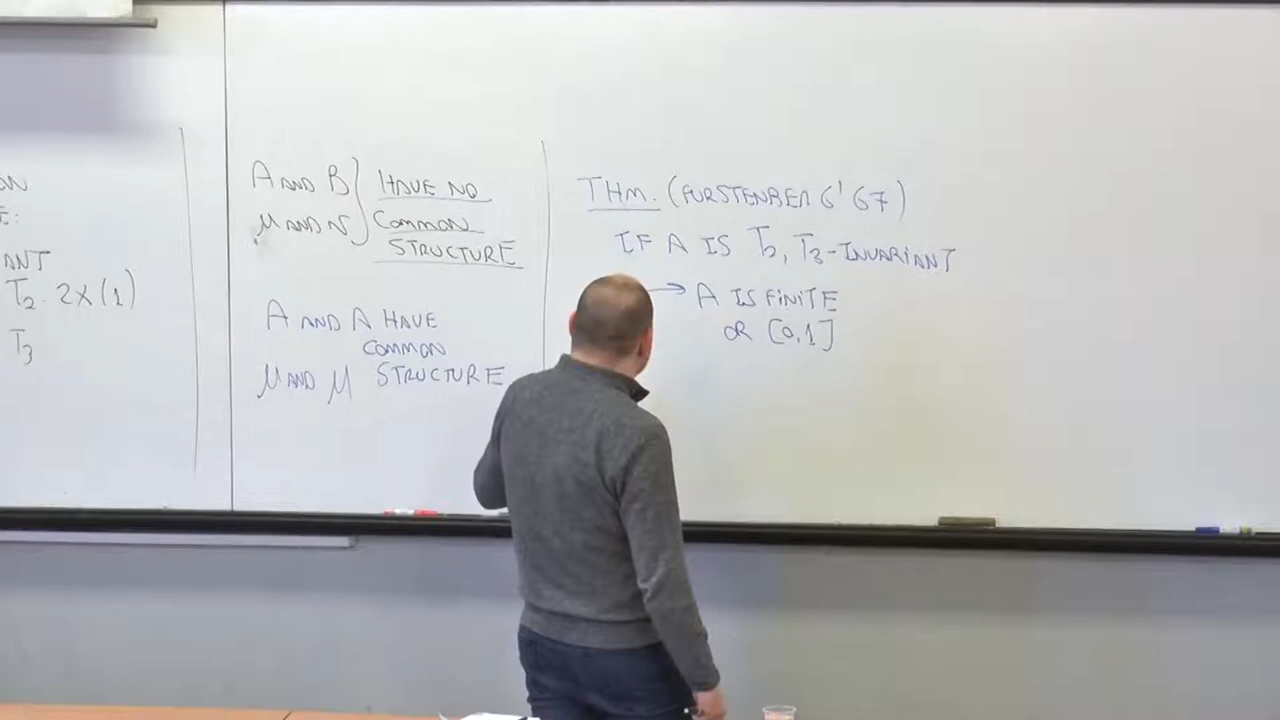 E:
ANT
T₂ · 2x (1)
T₃
A AND B } HAVE NO
μ AND ν } COMMON
STRUCTURE
A AND A HAVE
COMMON
μ AND μ STRUCTURE
THM. (FURSTENBERG '67)
IF A IS T₂, T₃-INVARIANT
→ A IS FINITE
OR [0,1]